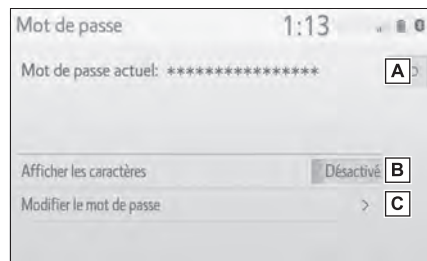 Mot de passe 1:13
Mot de passe actuel: **************** A
Afficher les caractères Désactivé B
Modifier le mot de passe > C